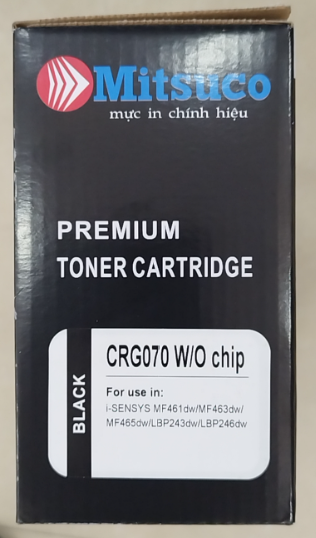 Mitsuco
mực in chính hiệu
PREMIUM
TONER CARTRIDGE
BLACK
CRG070 W/O chip
For use in:
i-SENSYS MF461dw/MF463dw/
MF465dw/LBP243dw/LBP246dw